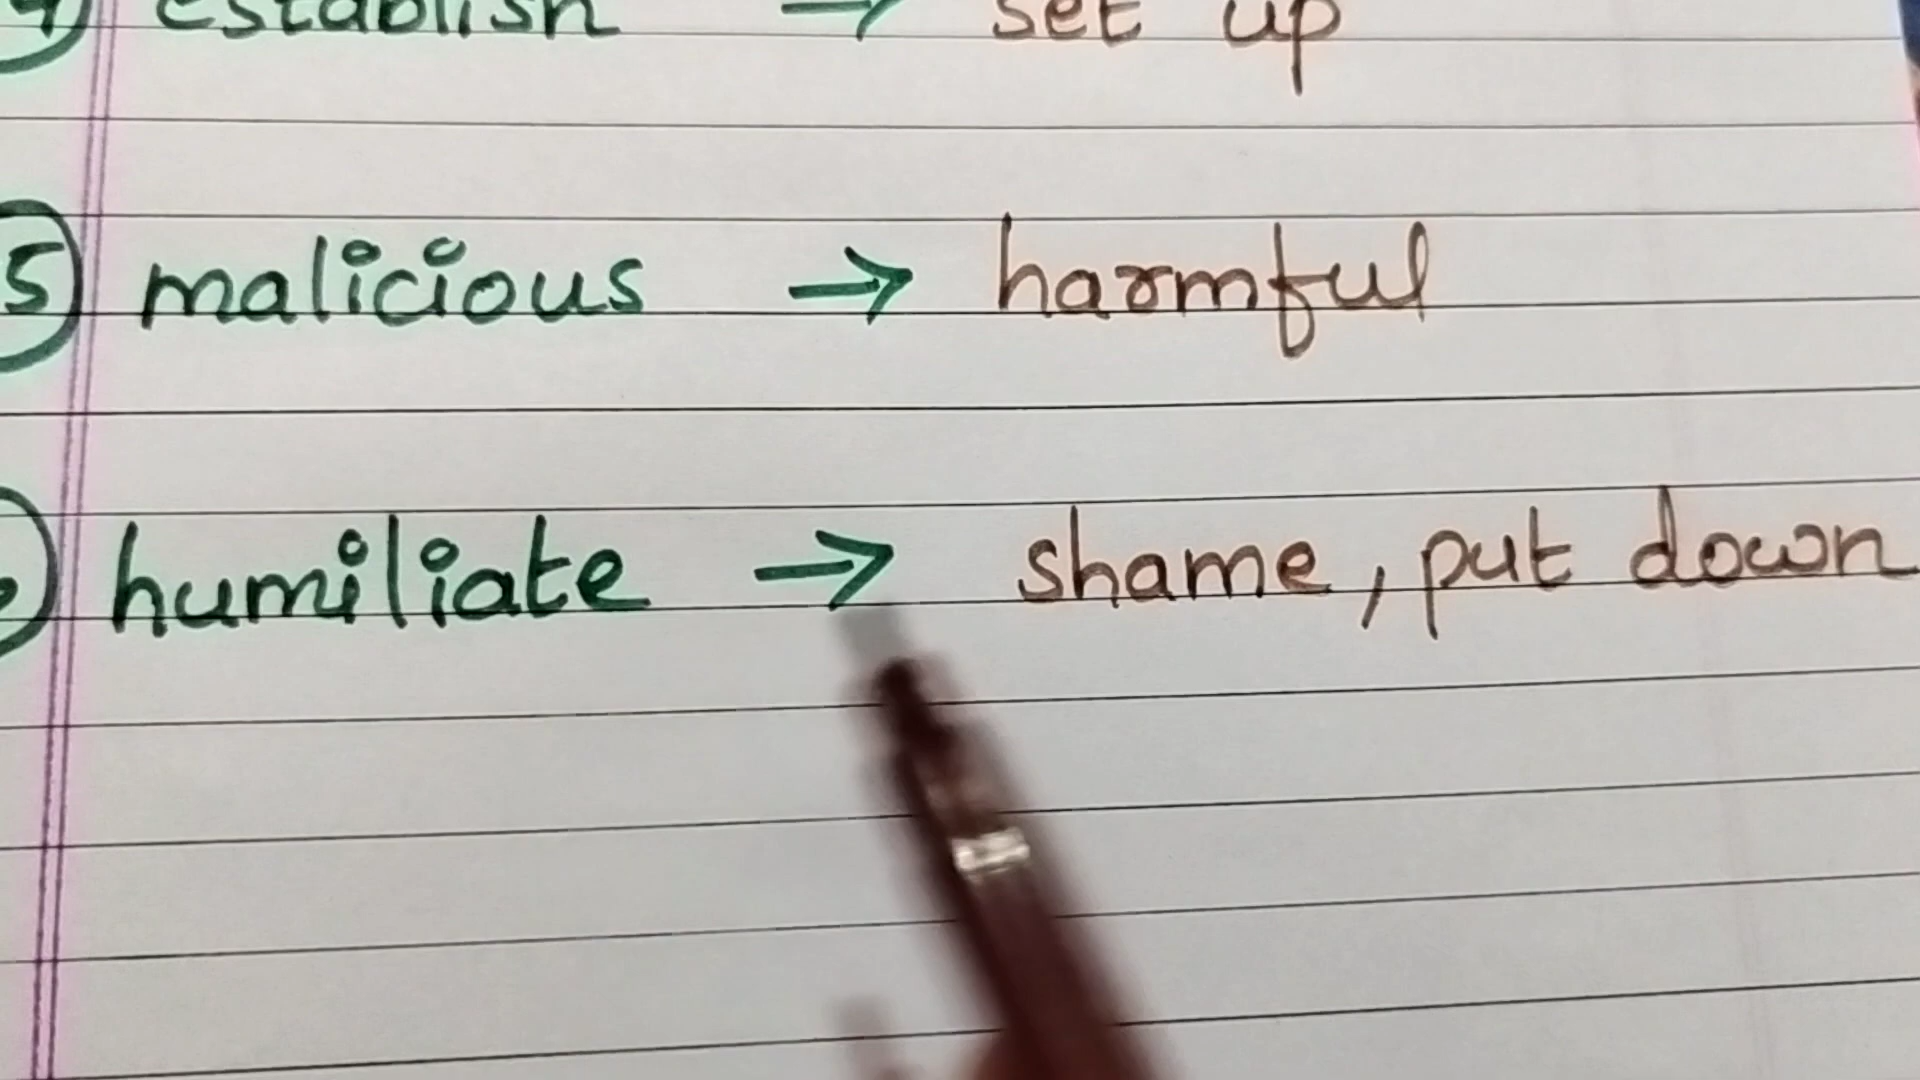 establish → set up
5 malicious → harmful
humiliate → shame, put down